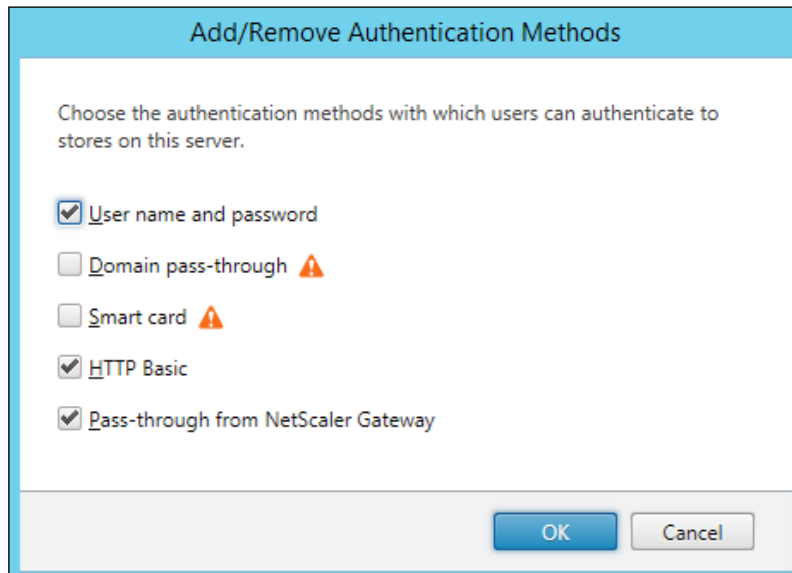 Add/Remove Authentication Methods
Choose the authentication methods with which users can authenticate to
stores on this server.
User name and password
Domain pass-through
Smart card
HTTP Basic
Pass-through from NetScaler Gateway
OK
Cancel